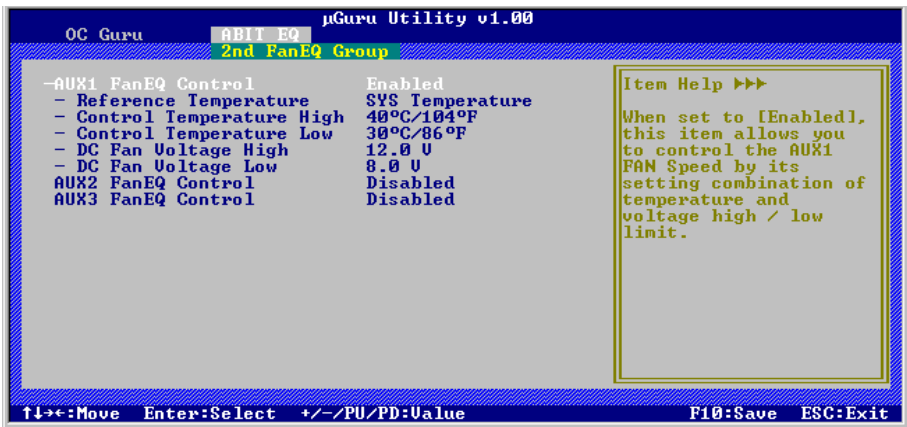 µGuru Utility v1.00
OC Guru ABIT EQ
2nd FanEQ Group
—AUX1 FanEQ Control Enabled
- Reference Temperature SYS Temperature
- Control Temperature High 40ºC/104ºF
- Control Temperature Low 30ºC/86ºF
- DC Fan Voltage High 12.0 V
- DC Fan Voltage Low 8.0 V
AUX2 FanEQ Control Disabled
AUX3 FanEQ Control Disabled
Item Help ▶▶▶
When set to [Enabled],
this item allows you
to control the AUX1
FAN Speed by its
setting combination of
temperature and
voltage high / low
limit.
↑↓→←:Move Enter:Select +/-/PU/PD:Value F10:Save ESC:Exit